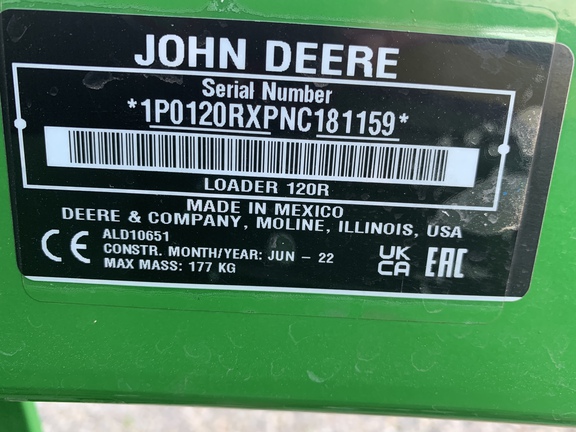 JOHN DEERE
Serial Number
*1P0120RXPNC181159*
LOADER 120R
MADE IN MEXICO
DEERE & COMPANY, MOLINE, ILLINOIS, USA
CE ALD10651
CONSTR. MONTH/YEAR: JUN - 22
MAX MASS: 177 KG
UK
CA
EAC